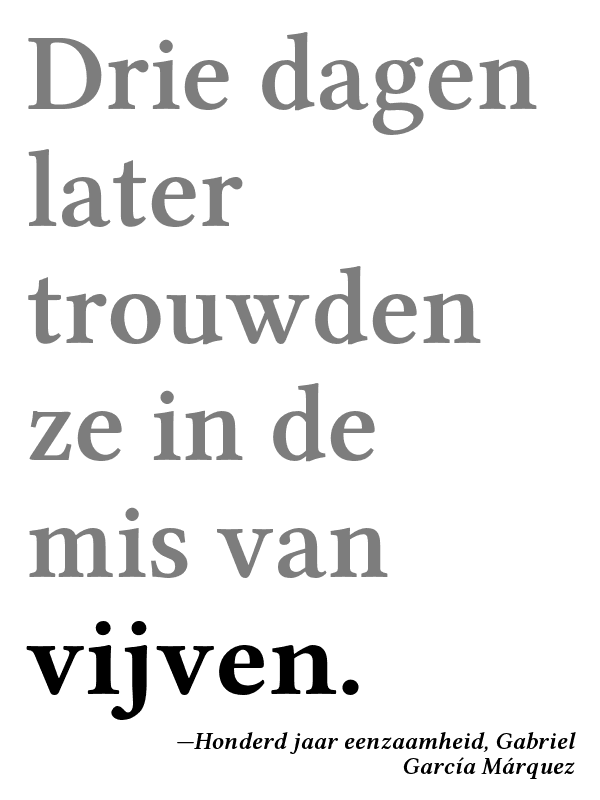 Drie dagen
later
trouwden
ze in de
mis van
vijven.
—Honderd jaar eenzaamheid, Gabriel
García Márquez